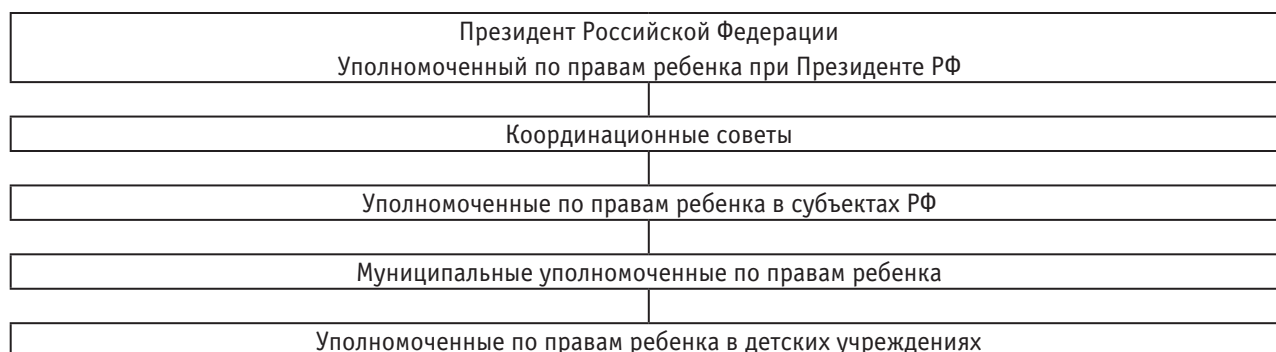 Президент Российской Федерации
Уполномоченный по правам ребенка при Президенте РФ
Координационные советы
Уполномоченные по правам ребенка в субъектах РФ
Муниципальные уполномоченные по правам ребенка
Уполномоченные по правам ребенка в детских учреждениях